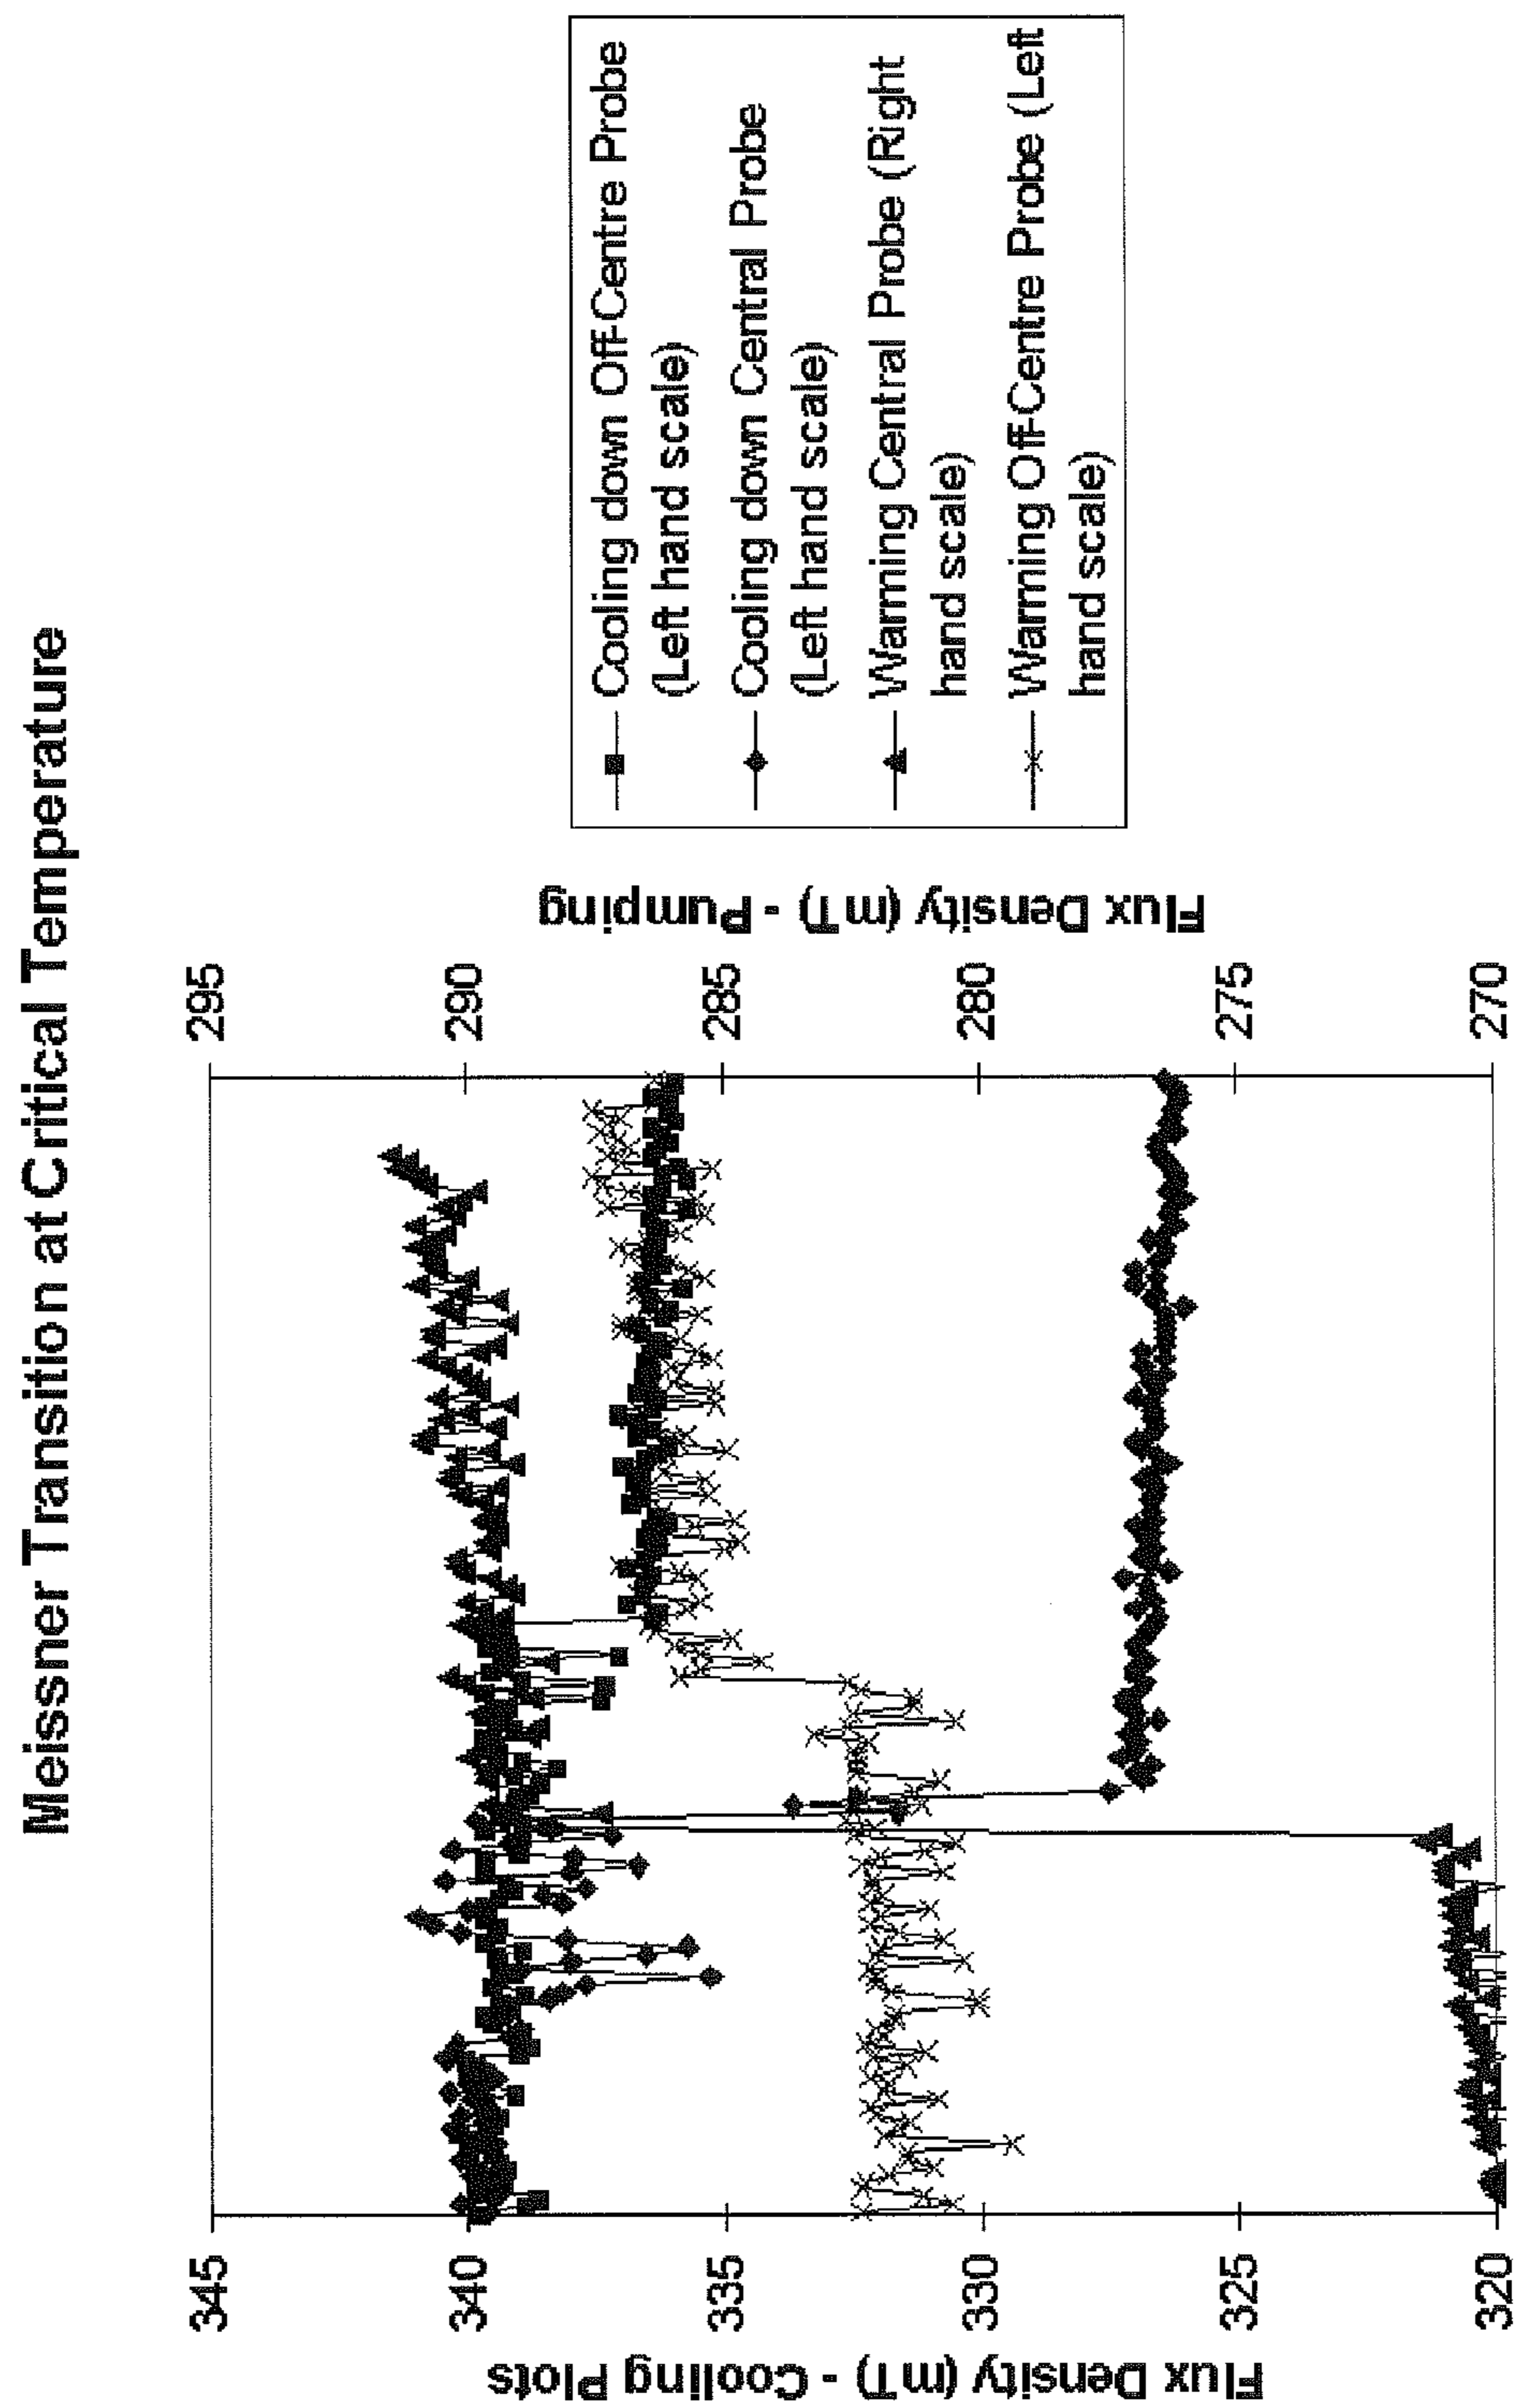 Meissner Transition at Critical Temperature
Flux Density (mT) - Cooling Plots
345
340
335
330
325
320
295
290
285
280
275
270
Flux Density (mT) - Pumping
Cooling down Off-Centre Probe
(Left hand scale)
Cooling down Central Probe
(Left hand scale)
Warming Central Probe (Right
hand scale)
Warming Off-Centre Probe (Left
hand scale)